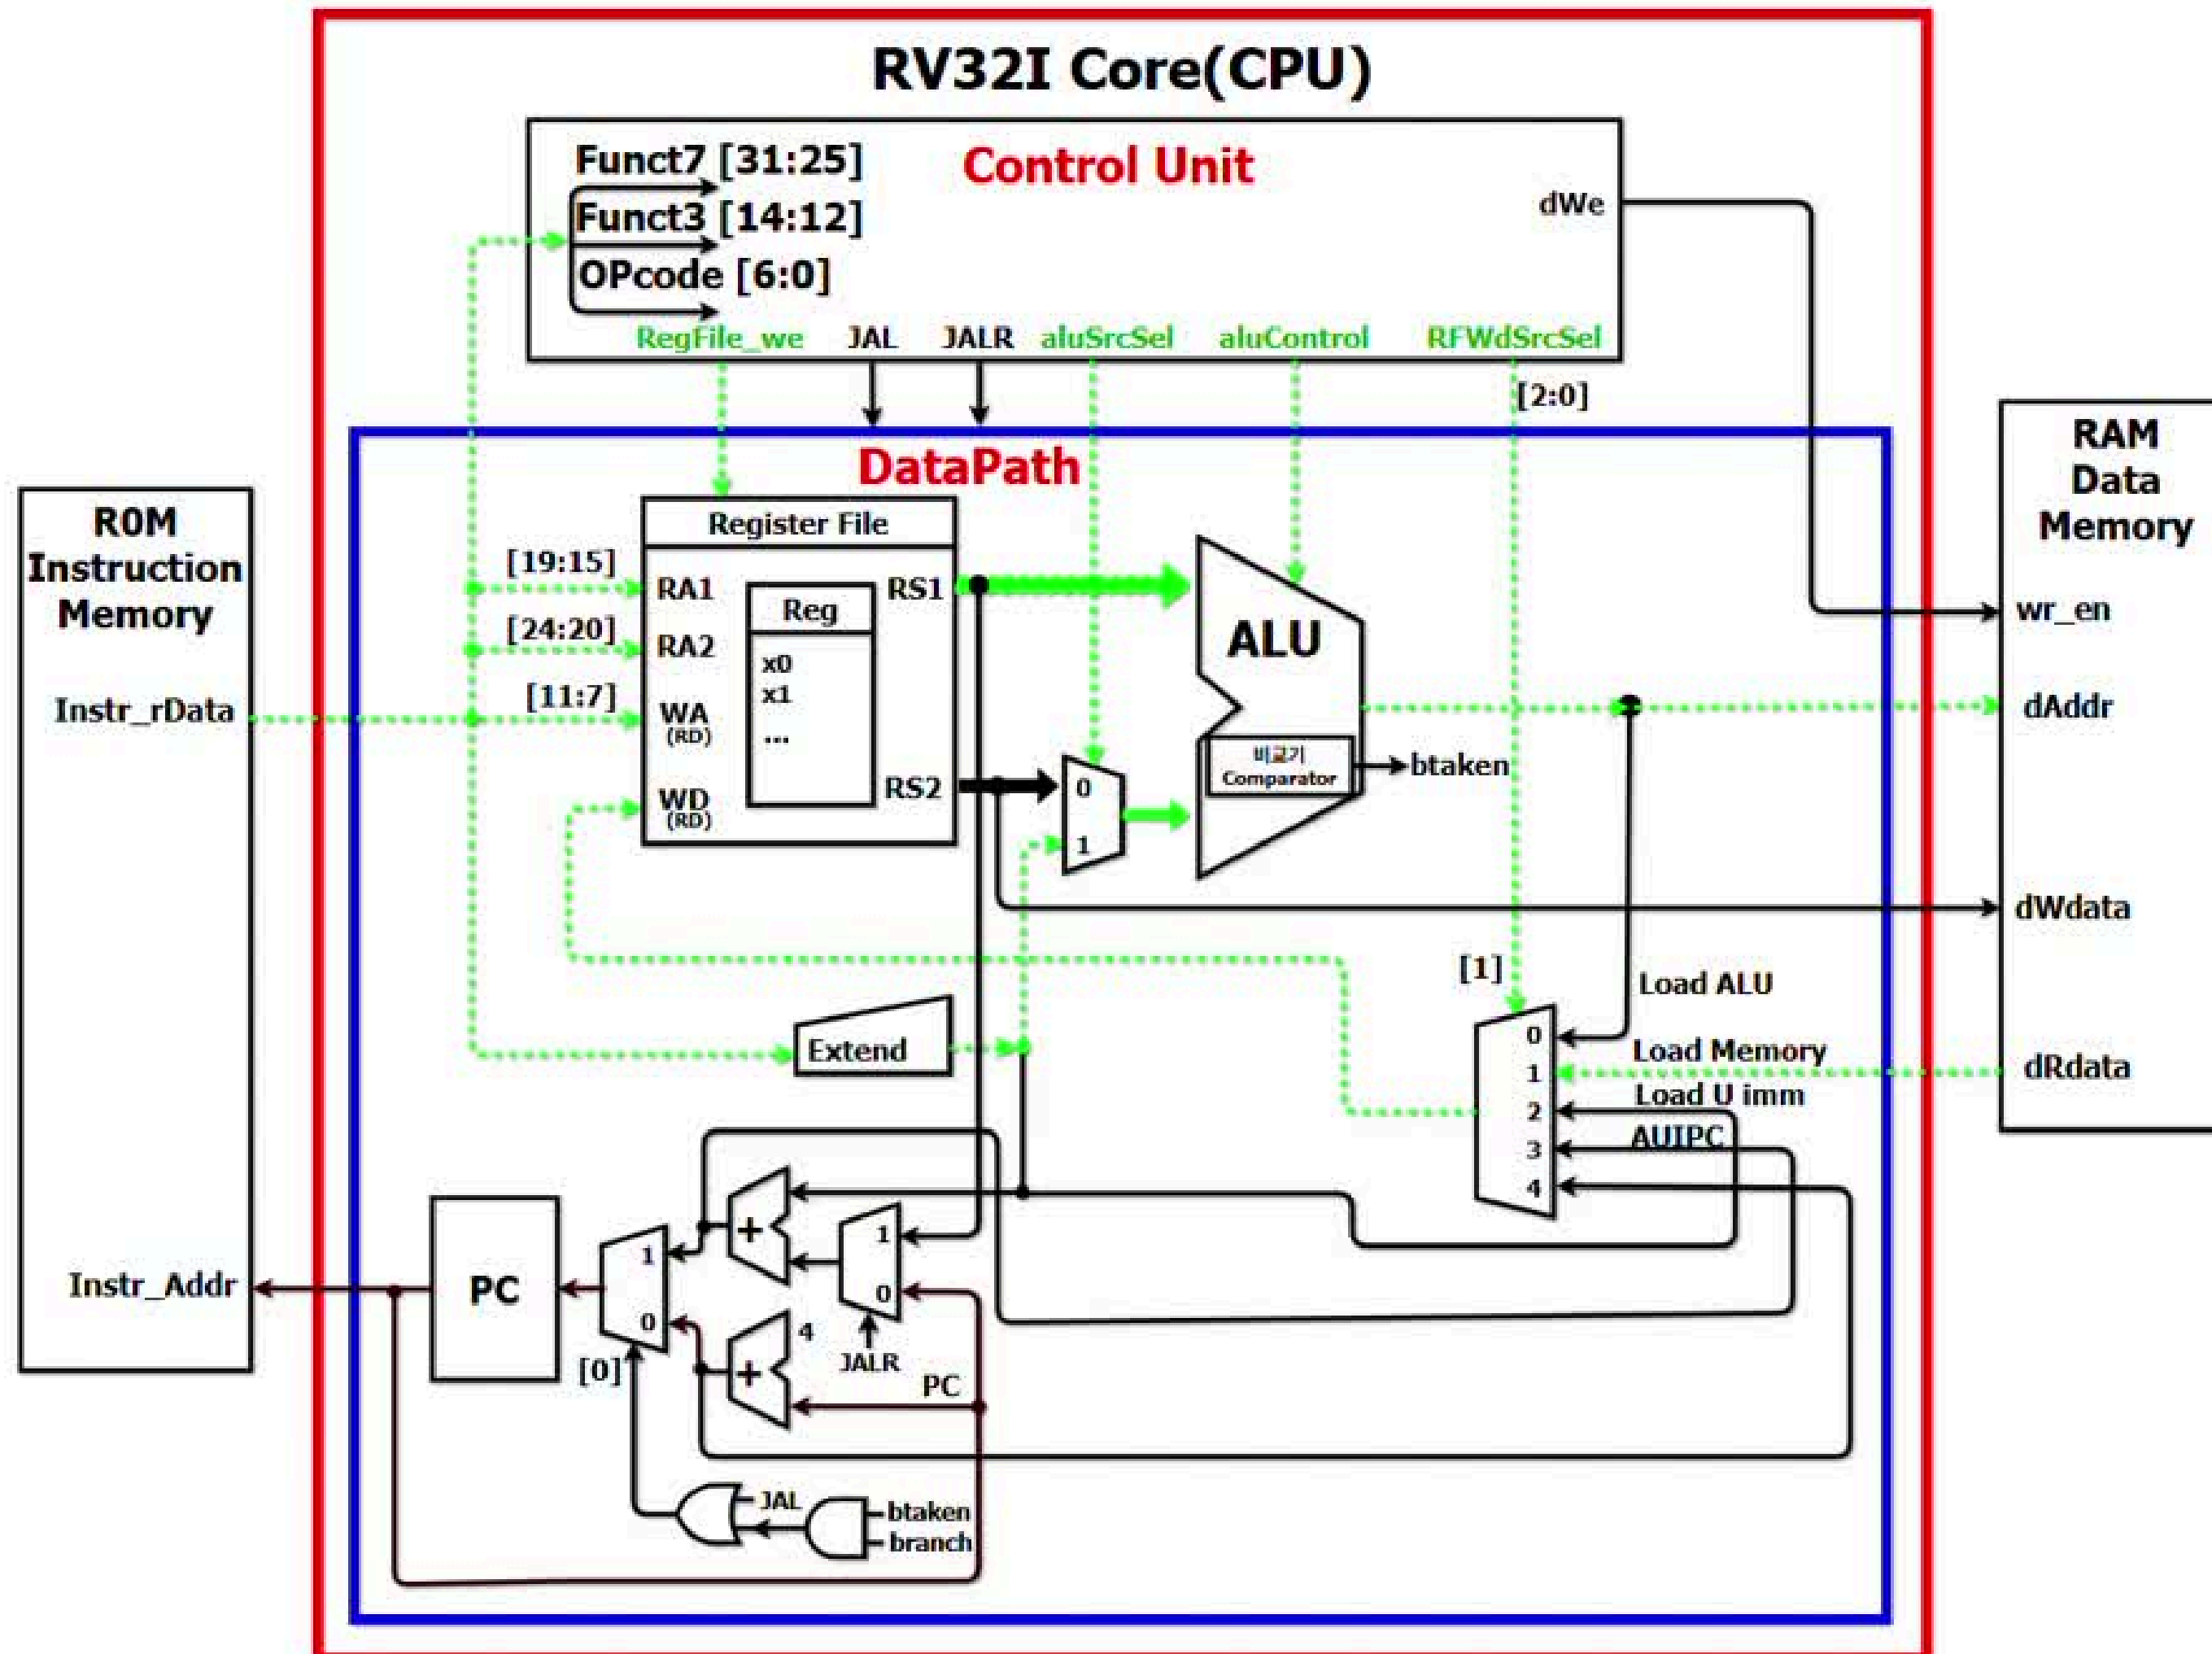 RV32I Core(CPU)
Control Unit
Funct7 [31:25]
Funct3 [14:12]
OPcode [6:0]
dWe
RegFile_we
JAL
JALR
aluSrcSel
aluControl
RFWdSrcSel
[2:0]
DataPath
R0M
Instruction
Memory
Instr_rData
Instr_Addr
[19:15]
[24:20]
[11:7]
Register File
RA1
RA2
WA
(RD)
WD
(RD)
Reg
x0
x1
...
RS1
RS2
0
1
ALU
비교기
Comparator
btaken
RAM
Data
Memory
wr_en
dAddr
dWdata
dRdata
Extend
[1]
Load ALU
Load Memory
Load U imm
AUIPC
0
1
2
3
4
PC
1
0
[0]
+
+
4
1
0
JALR
PC
JAL
btaken
branch